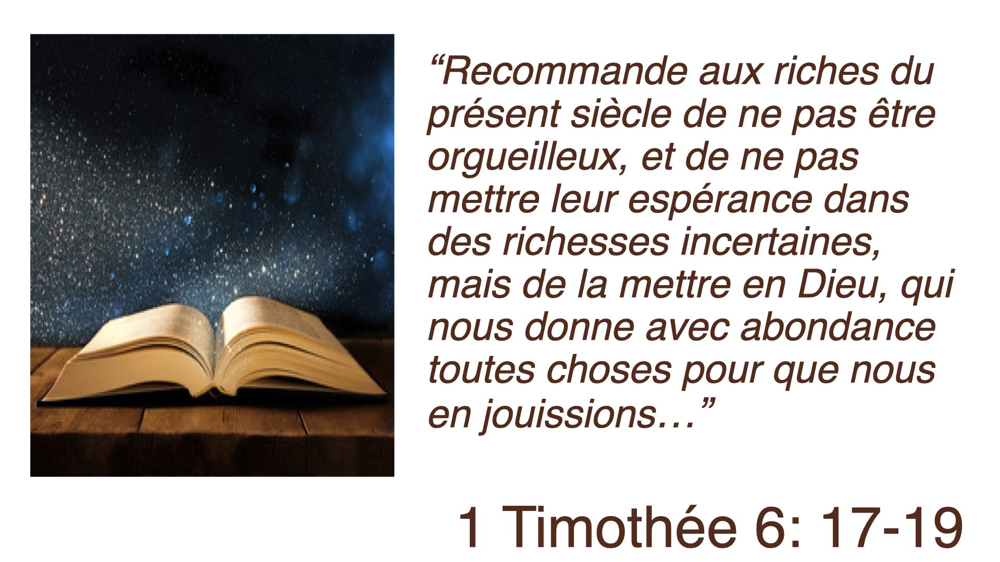 “Recommande aux riches du
présent siècle de ne pas être
orgueilleux, et de ne pas
mettre leur espérance dans
des richesses incertaines,
mais de la mettre en Dieu, qui
nous donne avec abondance
toutes choses pour que nous
en jouissions…”
1 Timothée 6: 17-19